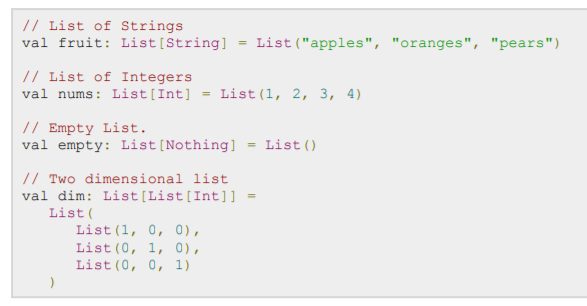 // List of Strings
val fruit: List[String] = List("apples", "oranges", "pears")
// List of Integers
val nums: List[Int] = List(1, 2, 3, 4)
// Empty List.
val empty: List[Nothing] = List()
// Two dimensional list
val dim: List[List[Int]] =
   List(
      List(1, 0, 0),
      List(0, 1, 0),
      List(0, 0, 1)
   )